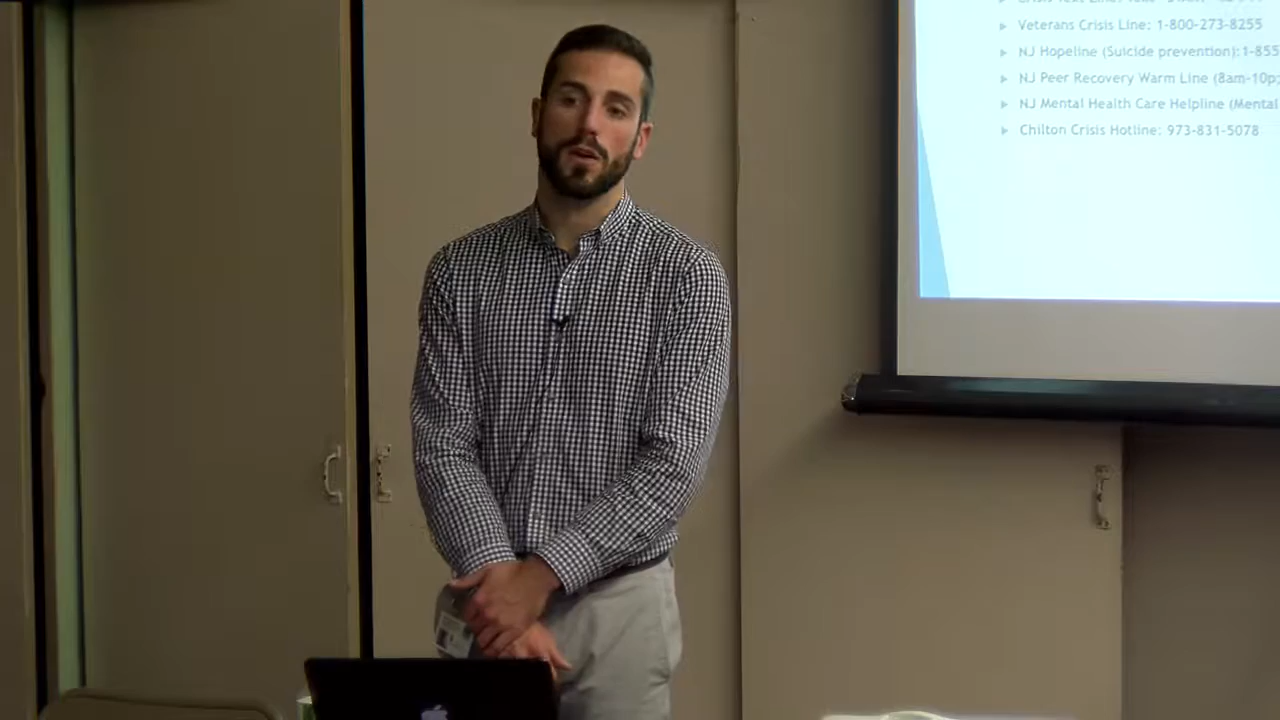 Veterans Crisis Line: 1-800-273-8255
NJ Hopeline (Suicide prevention):1-855
NJ Peer Recovery Warm Line (8am-10p;
NJ Mental Health Care Helpline (Mental
Chilton Crisis Hotline: 973-831-5078